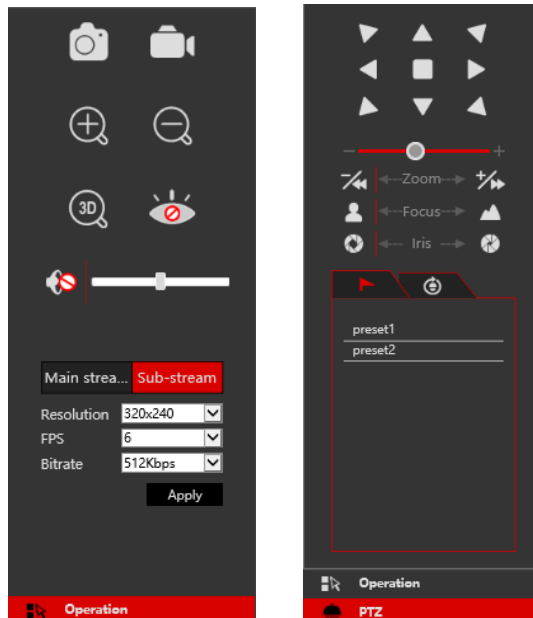 3D
Main strea... Sub-stream
Resolution 320x240
FPS 6
Bitrate 512Kbps
Apply
Operation
- +
Zoom
Focus
Iris
preset1
preset2
Operation
PTZ